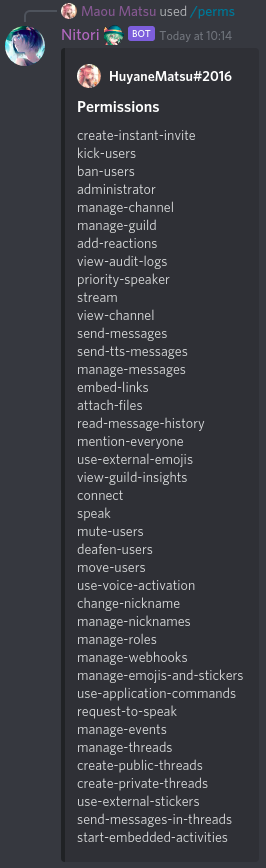 Maou Matsu used /perms
Nitori BOT Today at 10:14
HuyaneMatsu#2016
Permissions
create-instant-invite
kick-users
ban-users
administrator
manage-channel
manage-guild
add-reactions
view-audit-logs
priority-speaker
stream
view-channel
send-messages
send-tts-messages
manage-messages
embed-links
attach-files
read-message-history
mention-everyone
use-external-emojis
view-guild-insights
connect
speak
mute-users
deafen-users
move-users
use-voice-activation
change-nickname
manage-nicknames
manage-roles
manage-webhooks
manage-emojis-and-stickers
use-application-commands
request-to-speak
manage-events
manage-threads
create-public-threads
create-private-threads
use-external-stickers
send-messages-in-threads
start-embedded-activities